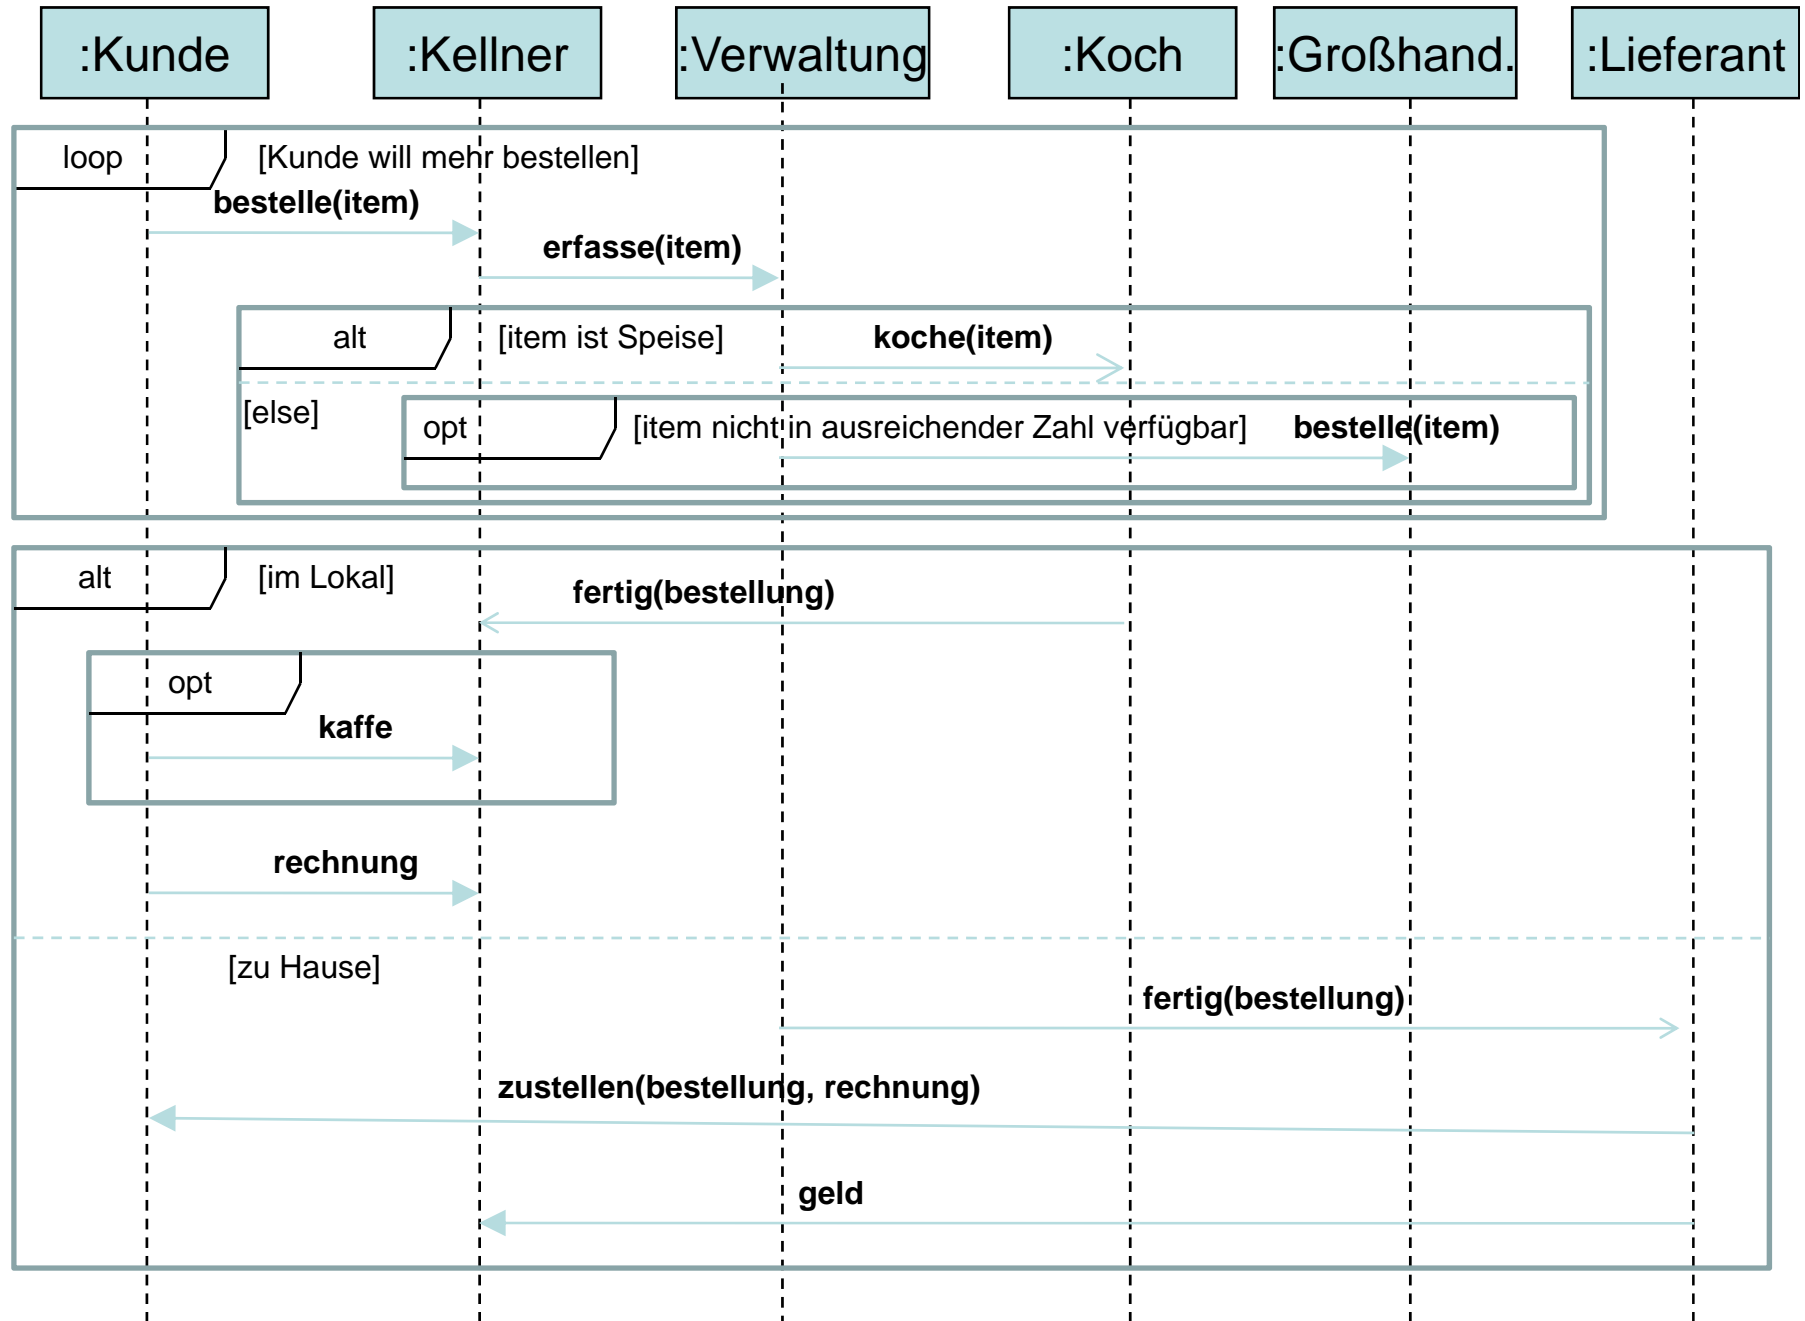 :Kunde
:Kellner
:Verwaltung
:Koch
:Großhand.
:Lieferant
loop
[Kunde will mehr bestellen]
bestelle(item)
erfasse(item)
alt
[item ist Speise]
koche(item)
[else]
opt
[item nicht in ausreichender Zahl verfügbar]
bestelle(item)
alt
[im Lokal]
fertig(bestellung)
opt
kaffe
rechnung
[zu Hause]
fertig(bestellung)
zustellen(bestellung, rechnung)
geld